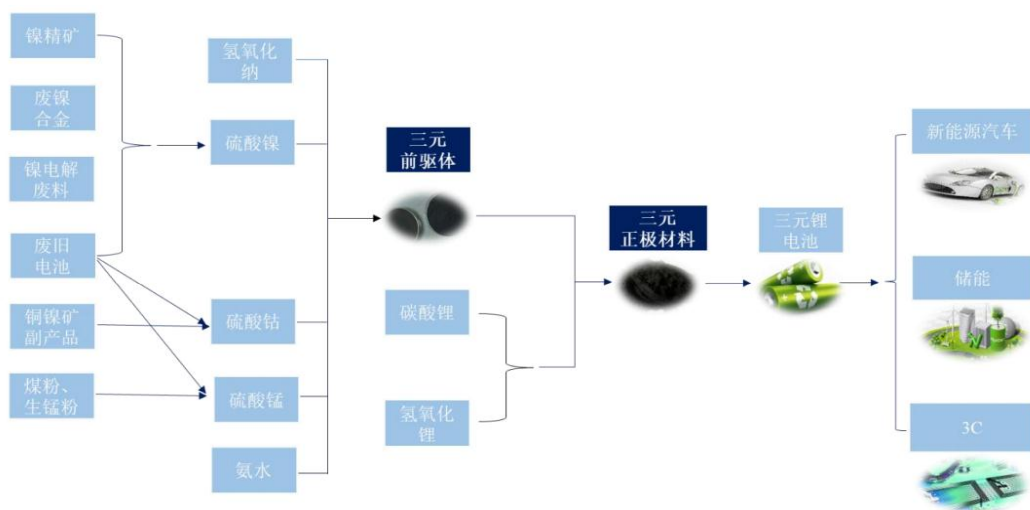 镍精矿
废镍
合金
镍电解
废料
废旧
电池
铜镍矿
副产品
煤粉、
生锰粉
氢氧化
纳
硫酸镍
硫酸钴
硫酸锰
氨水
三元
前驱体
碳酸锂
氢氧化
锂
三元
正极材料
三元锂
电池
新能源汽车
储能
3C